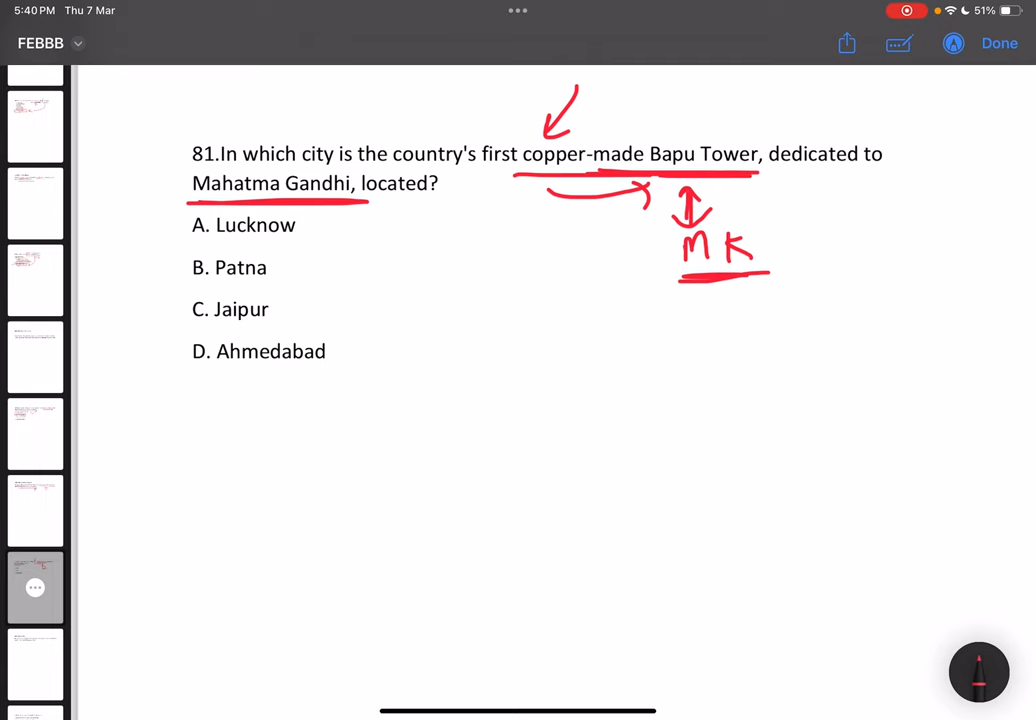 5:40 PM Thu 7 Mar
51%
FEBBB
Done
81.In which city is the country's first copper-made Bapu Tower, dedicated to
Mahatma Gandhi, located?
M K
A. Lucknow
B. Patna
C. Jaipur
D. Ahmedabad